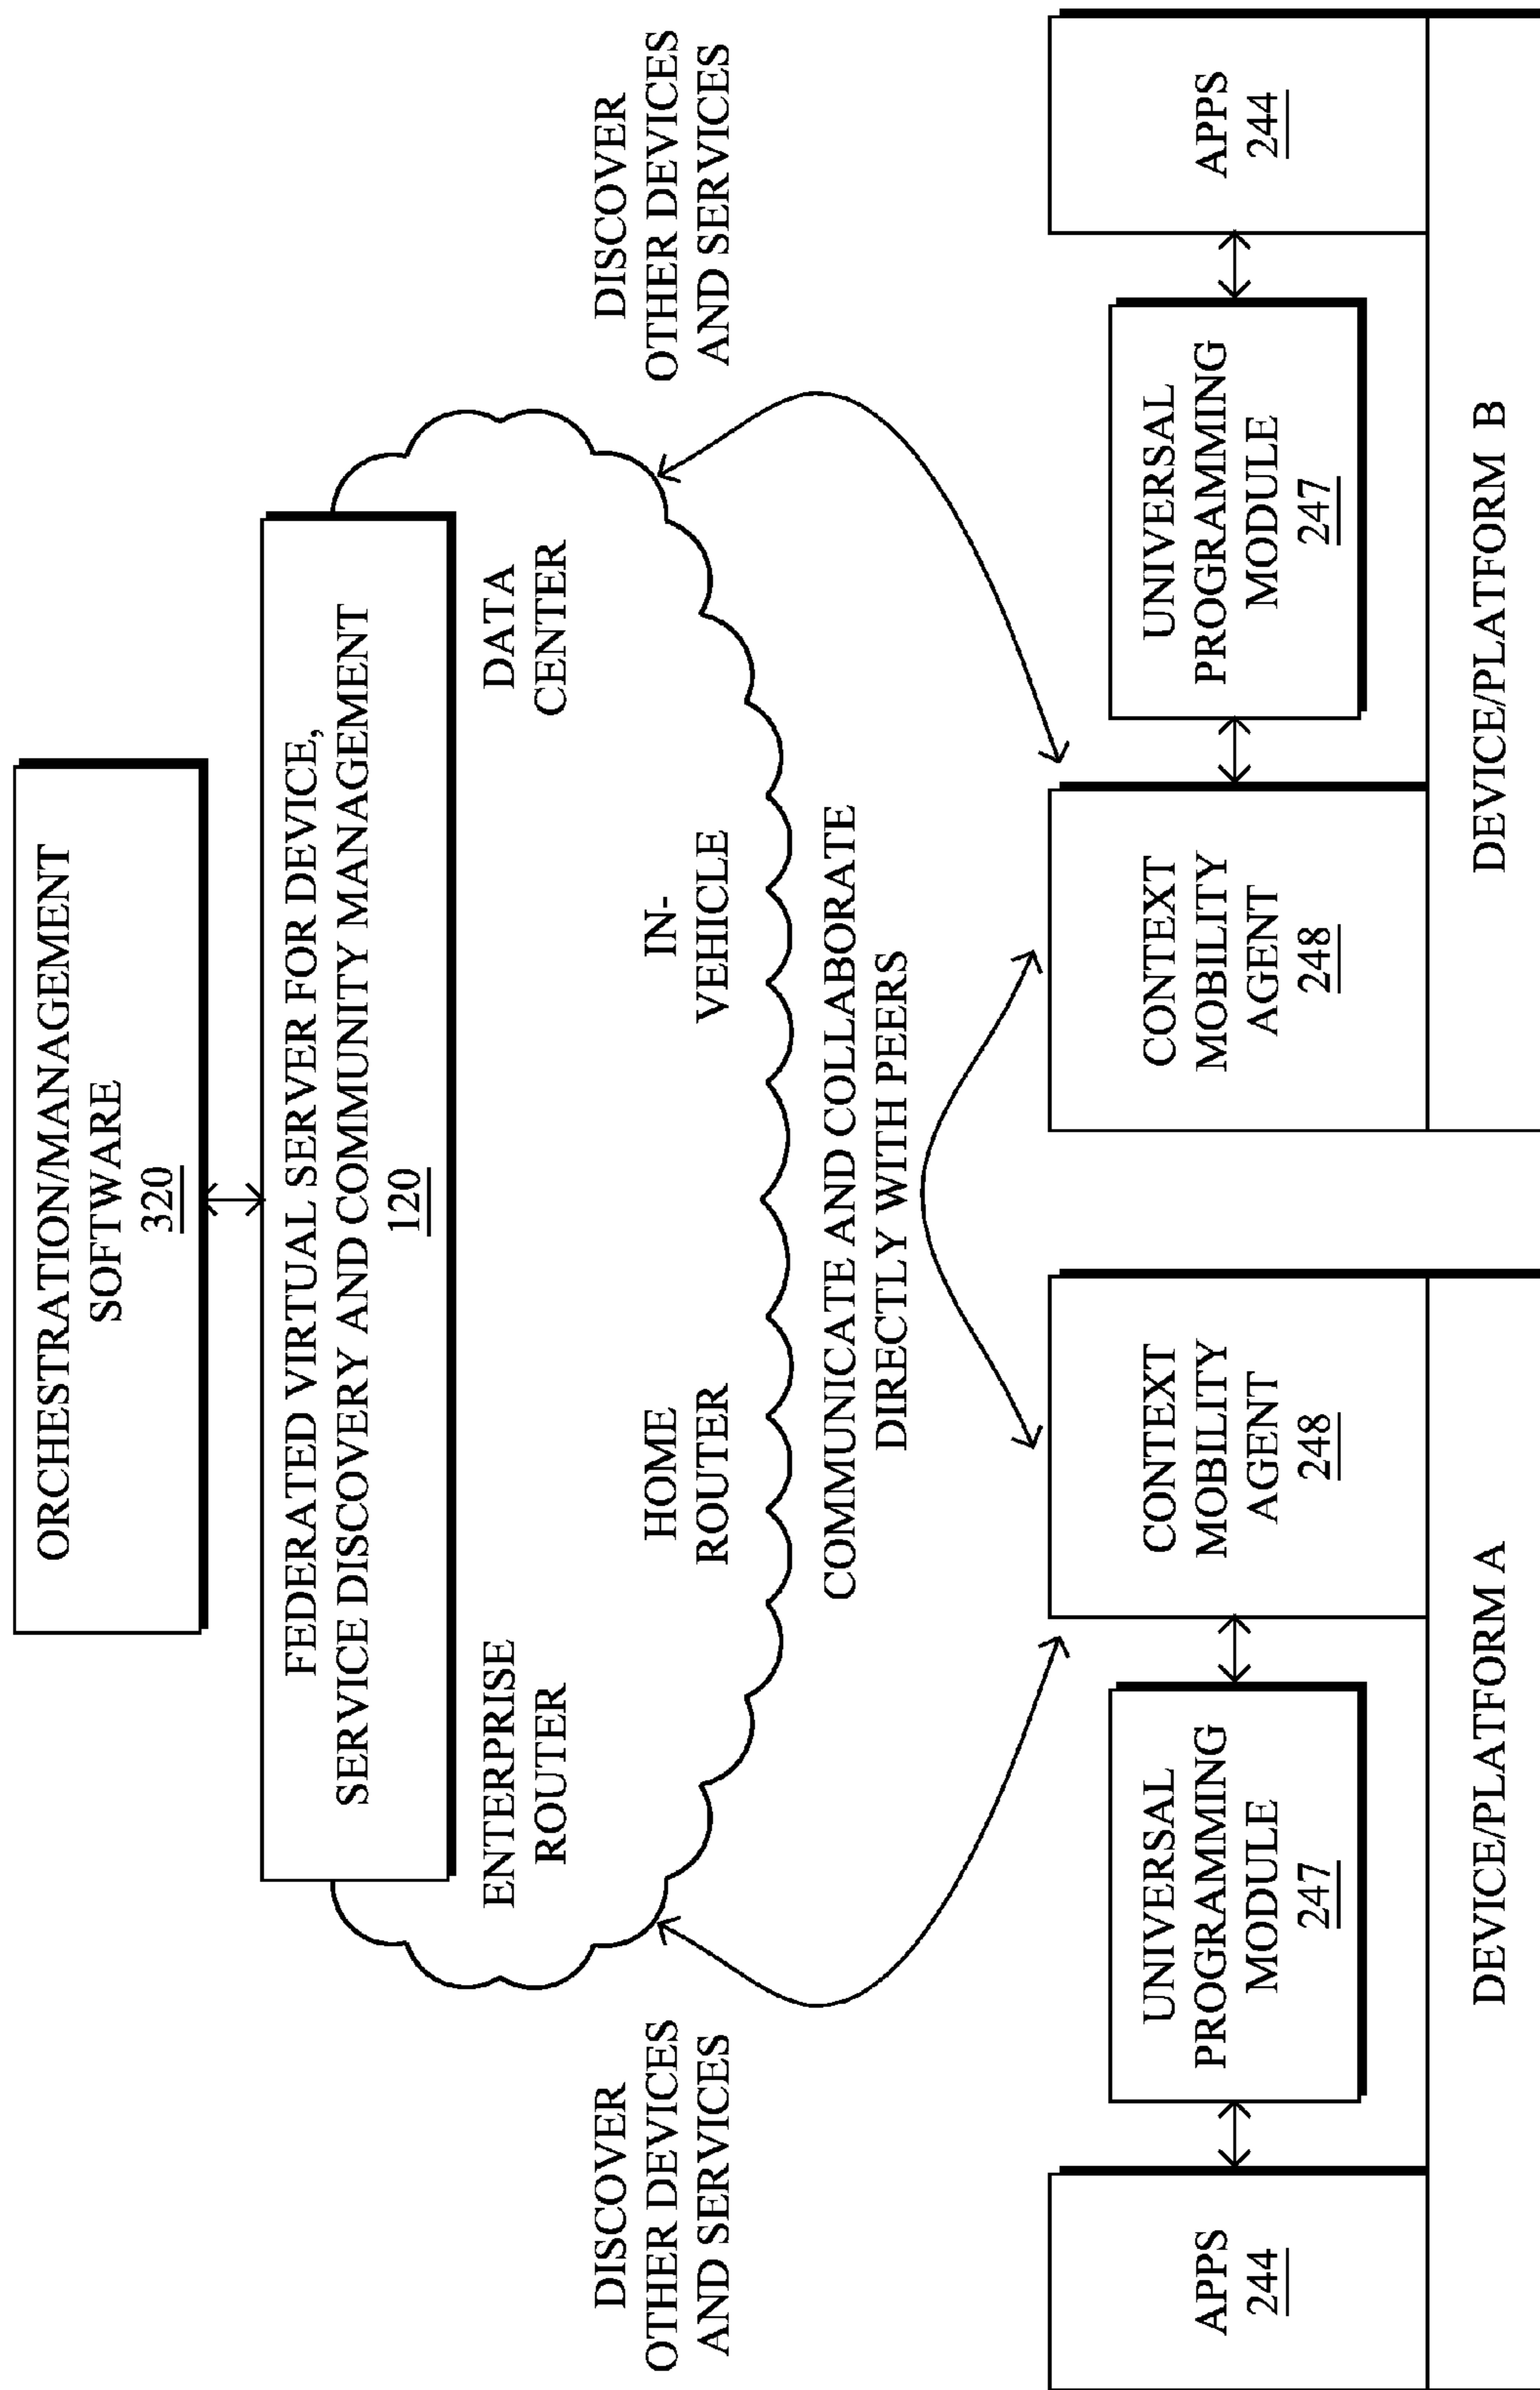 ORCHESTRATION/MANAGEMENT
SOFTWARE
320
FEDERATED VIRTUAL SERVER FOR DEVICE,
SERVICE DISCOVERY AND COMMUNITY MANAGEMENT
120
ENTERPRISE
ROUTER
DATA
CENTER
HOME
ROUTER
IN-
VEHICLE
DISCOVER
OTHER DEVICES
AND SERVICES
DISCOVER
OTHER DEVICES
AND SERVICES
COMMUNICATE AND COLLABORATE
DIRECTLY WITH PEERS
APPS
244
UNIVERSAL
PROGRAMMING
MODULE
247
CONTEXT
MOBILITY
AGENT
248
DEVICE/PLATFORM A
CONTEXT
MOBILITY
AGENT
248
UNIVERSAL
PROGRAMMING
MODULE
247
APPS
244
DEVICE/PLATFORM B